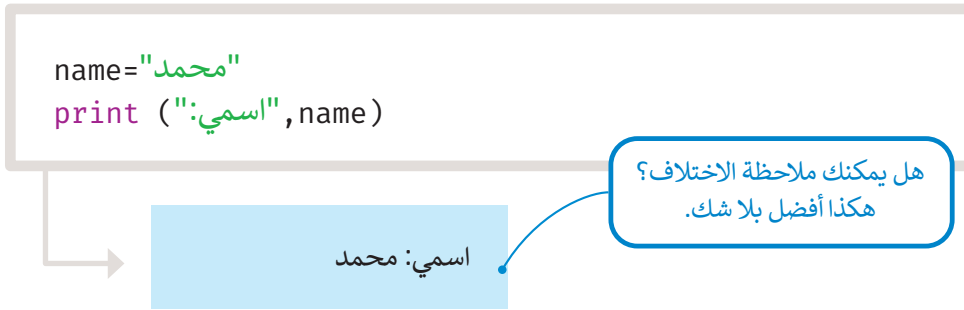 name="محمد"
print ("اسمي:",name)
هل يمكنك ملاحظة الاختلاف؟
هكذا أفضل بلا شك.
اسمي: محمد